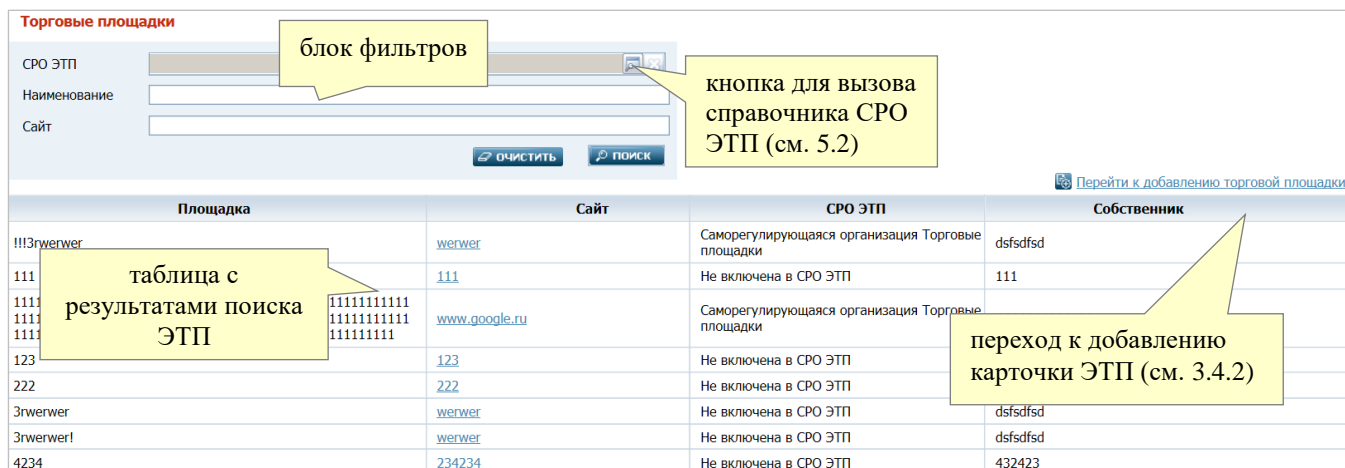 Торговые площадки
блок фильтров
СРО ЭТП
Наименование
Сайт
кнопка для вызова
справочника СРО
ЭТП (см. 5.2)
ОЧИСТИТЬ
ПОИСК
Перейти к добавлению торговой площадки
Площадка Сайт СРО ЭТП Собственник
!!!3rwerwer werwer Саморегулирующаяся организация Торговые площадки dsfsdfsd
111 111 Не включена в СРО ЭТП 111
таблица с
результатами поиска
ЭТП
www.google.ru Саморегулирующаяся организация Торговые площадки
переход к добавлению
карточки ЭТП (см. 3.4.2)
123 123 Не включена в СРО ЭТП
222 222 Не включена в СРО ЭТП
3rwerwer werwer Не включена в СРО ЭТП dsfsdfsd
3rwerwer! werwer Не включена в СРО ЭТП dsfsdfsd
4234 234234 Не включена в СРО ЭТП 432423